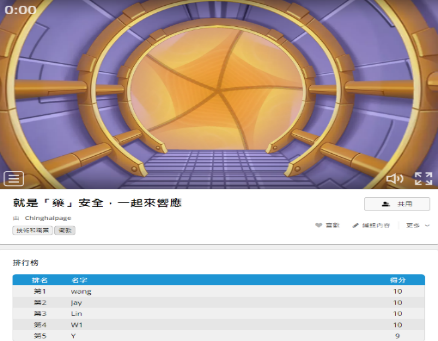 0:00
就是「藥」安全，一起來響應
由 Chinghaipage
共用
喜歡 編輯內容 更多
排行榜
排名 名字 得分
第1 wang 10
第2 Jay 10
第3 Lin 10
第4 W1 10
第5 Y 9